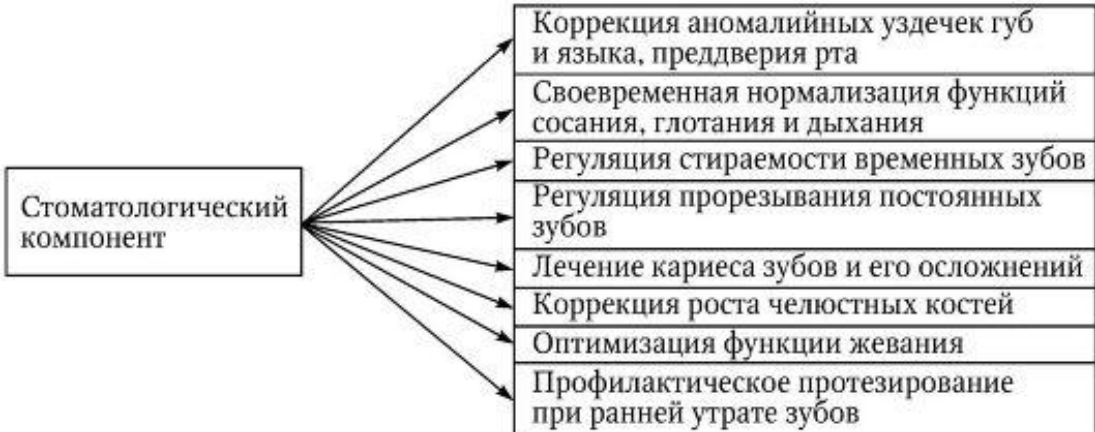 Стоматологический
компонент
Коррекция аномалийных уздечек губ
и языка, преддверия рта
Своевременная нормализация функций
сосания, глотания и дыхания
Регуляция стираемости временных зубов
Регуляция прорезывания постоянных
зубов
Лечение кариеса зубов и его осложнений
Коррекция роста челюстных костей
Оптимизация функции жевания
Профилактическое протезирование
при ранней утрате зубов